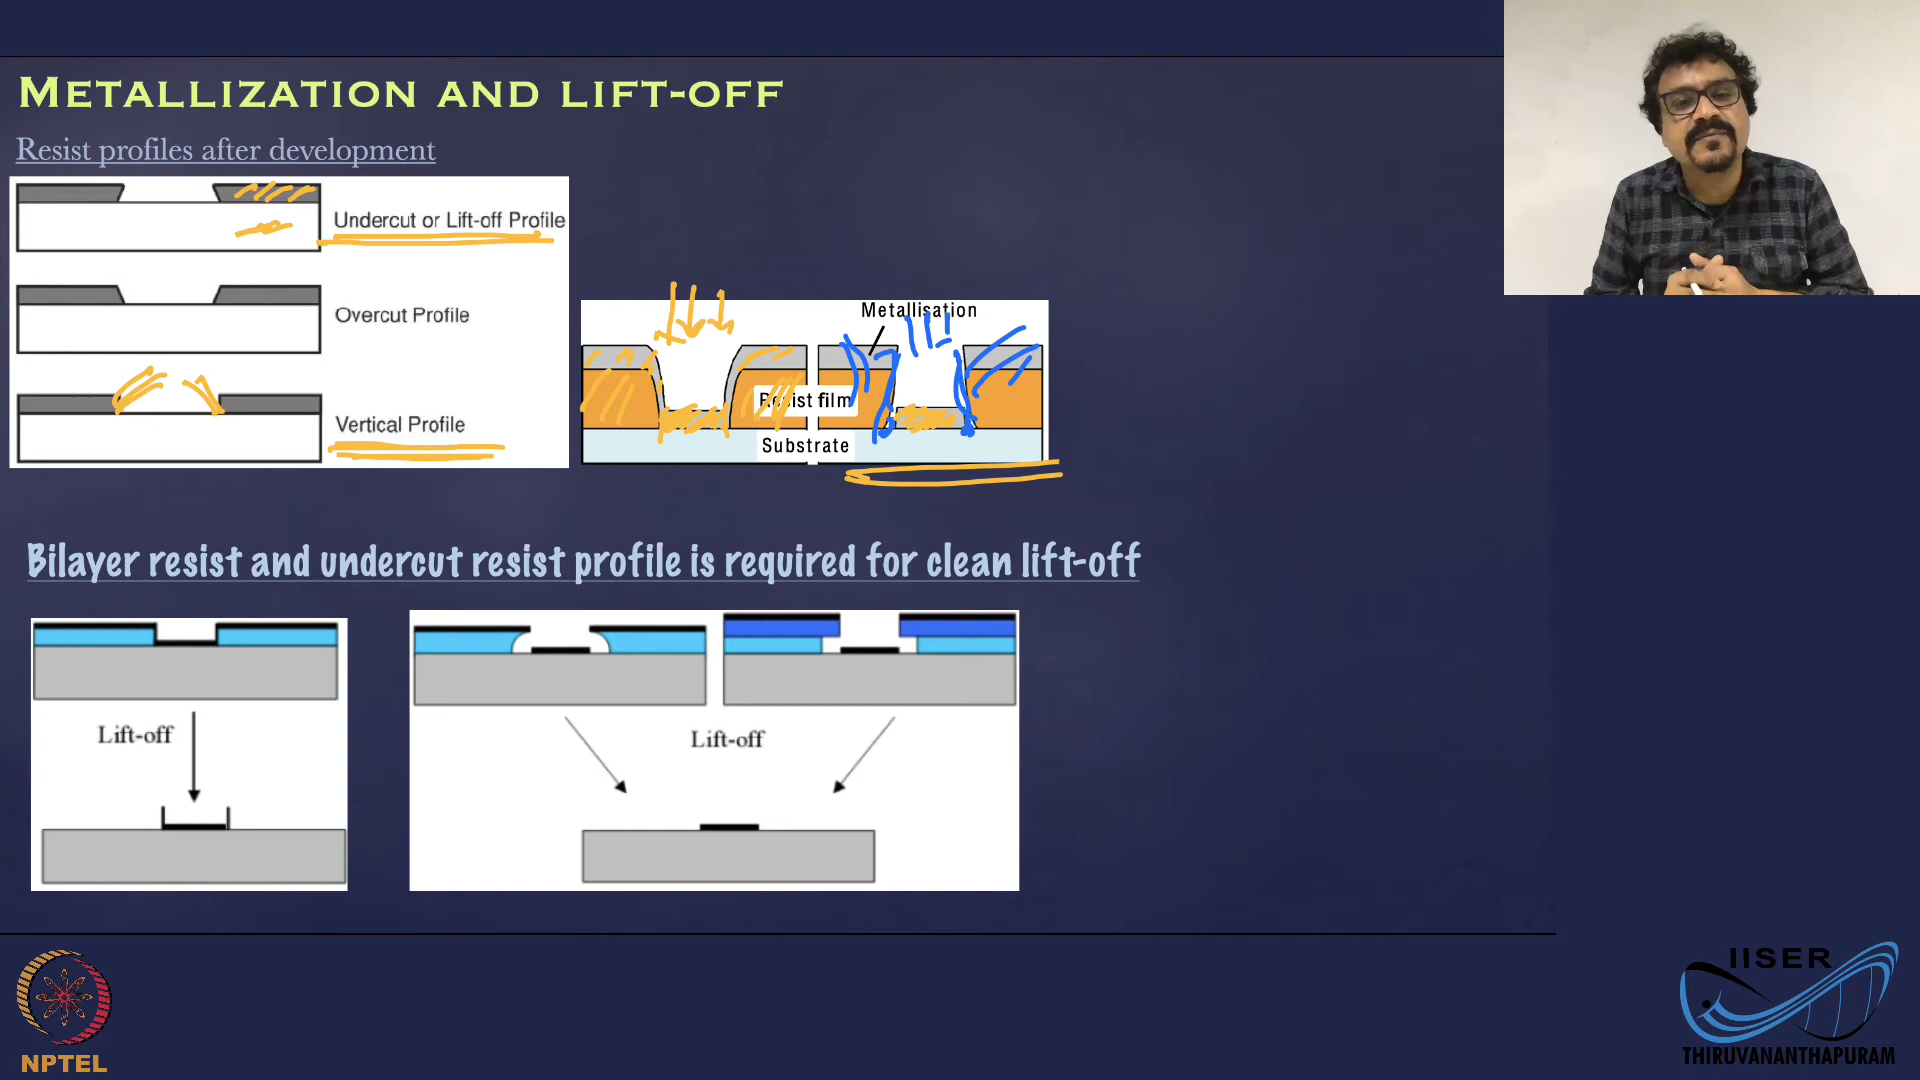 METALLIZATION AND LIFT-OFF
Resist profiles after development
Undercut or Lift-off Profile
Overcut Profile
Vertical Profile
Metallisation
Resist film
Substrate
Bilayer resist and undercut resist profile is required for clean lift-off
Lift-off
Lift-off
NPTEL
IISER
THIRUVANANTHAPURAM